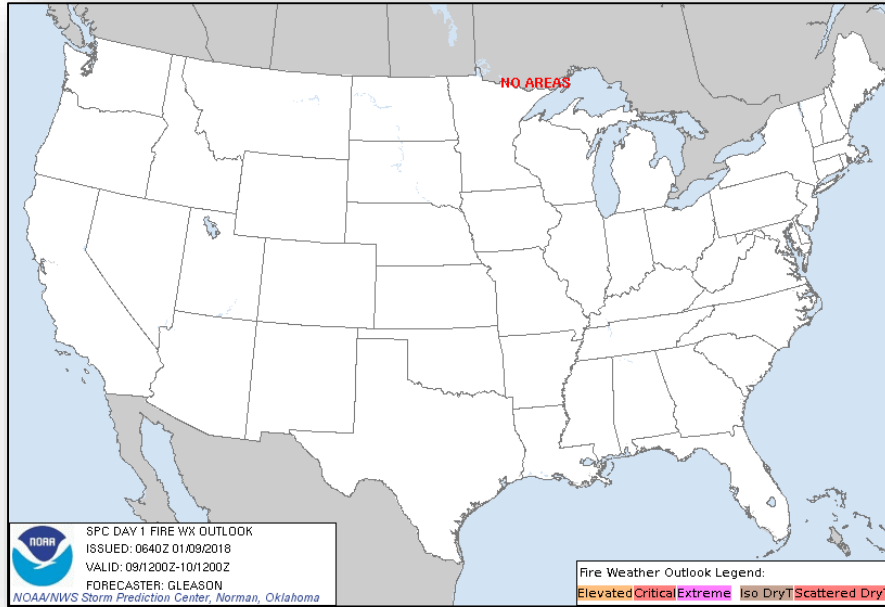 NO AREAS
SPC DAY 1 FIRE WX OUTLOOK
ISSUED: 0640Z 01/09/2018
VALID: 09/1200Z-10/1200Z
FORECASTER: GLEASON
NOAA/NWS Storm Prediction Center, Norman, Oklahoma
NOAA
Fire Weather Outlook Legend:
Elevated Critical Extreme Iso DryT Scattered Dry